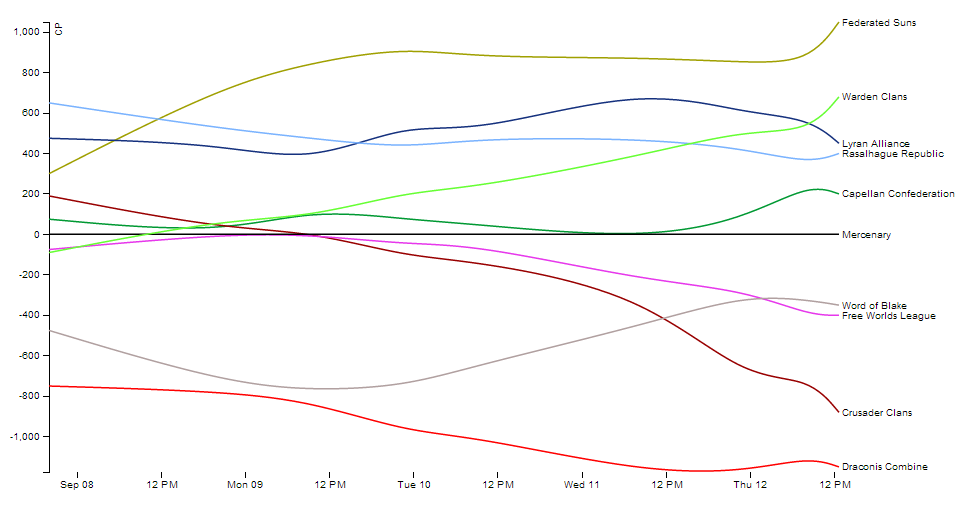 CP
1,000
800
600
400
200
0
-200
-400
-600
-800
-1,000
Federated Suns
Warden Clans
Lyran Alliance
Rasalhague Republic
Capellan Confederation
Mercenary
Word of Blake
Free Worlds League
Crusader Clans
Draconis Combine
Sep 08 12 PM Mon 09 12 PM Tue 10 12 PM Wed 11 12 PM Thu 12 12 PM